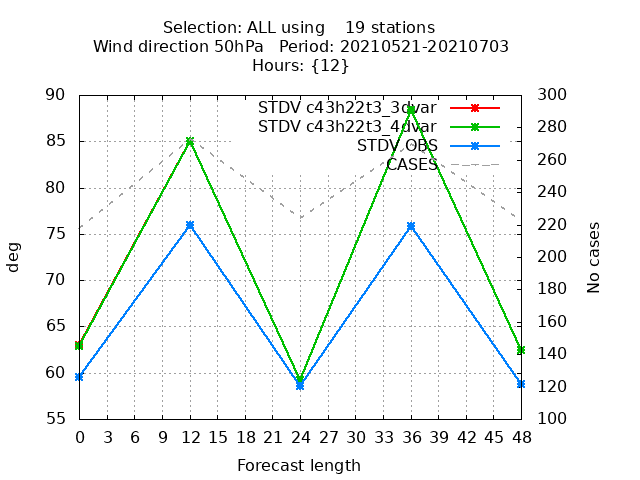 Selection: ALL using 19 stations
Wind direction 50hPa Period: 20210521-20210703
Hours: {12}
90 300
STDV c43h22t3_3dvar
STDV c43h22t3_4dvar
STDV OBS
CASES
85 280
260
80 240
75 220
70 200
180
65 160
60 140
120
55 100
deg
No cases
0 3 6 9 12 15 18 21 24 27 30 33 36 39 42 45 48
Forecast length